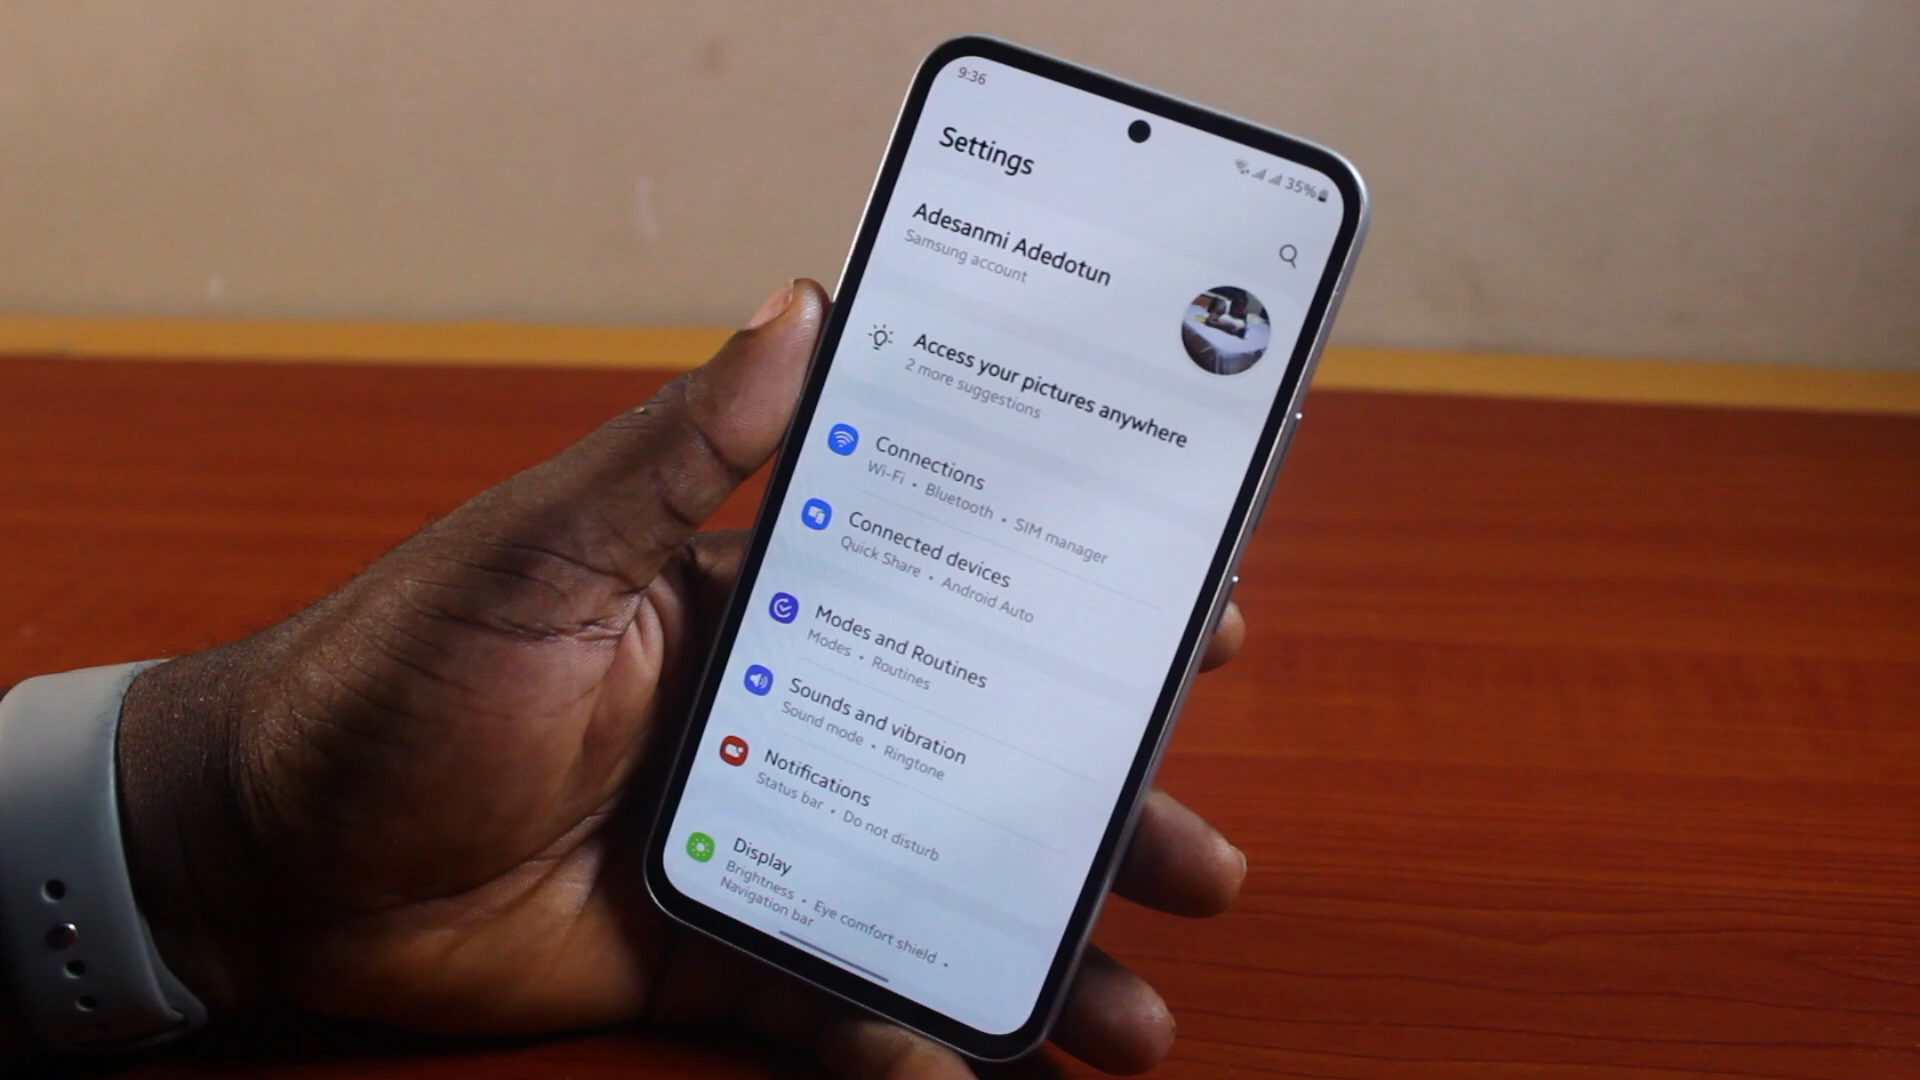 9:36
35%
Settings
Adesanmi Adedotun
Samsung account
Access your pictures anywhere
2 more suggestions
Connections
Wi-Fi • Bluetooth • SIM manager
Connected devices
Quick Share • Android Auto
Modes and Routines
Modes • Routines
Sounds and vibration
Sound mode • Ringtone
Notifications
Status bar • Do not disturb
Display
Brightness • Eye comfort shield •
Navigation bar